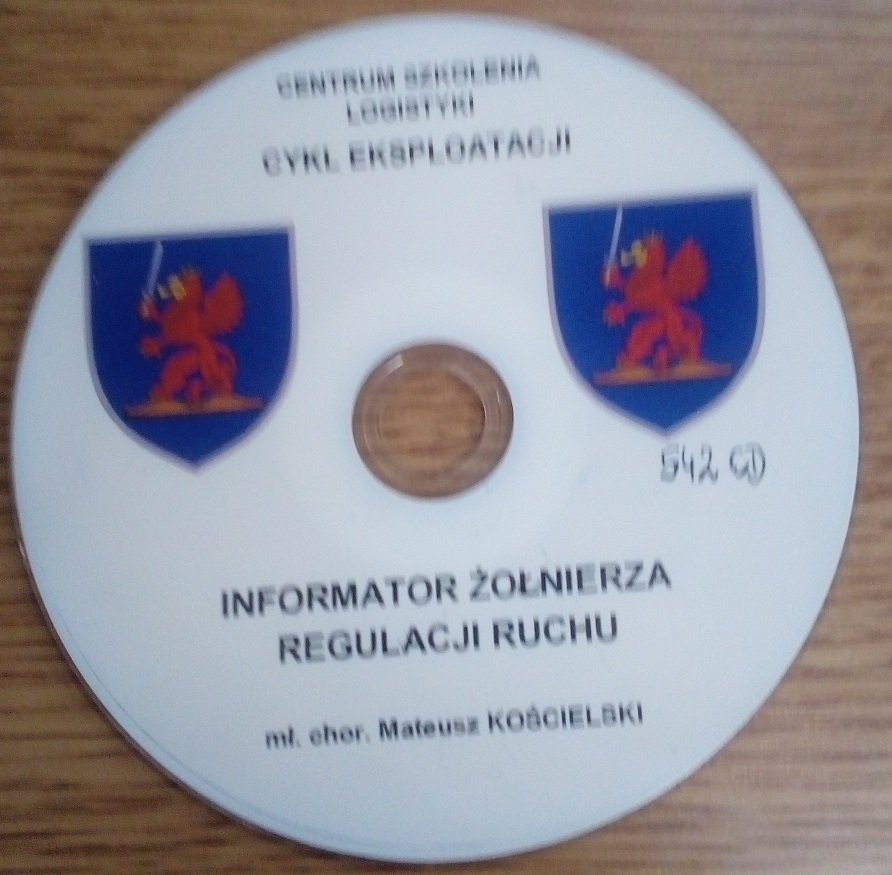 CENTRUM SZKOLENIA
LOGISTYKI
CYKL EKSPLOATACJI
542 CD
INFORMATOR ŻOŁNIERZA
REGULACJI RUCHU
mł. chor. Mateusz KOŚCIELSKI